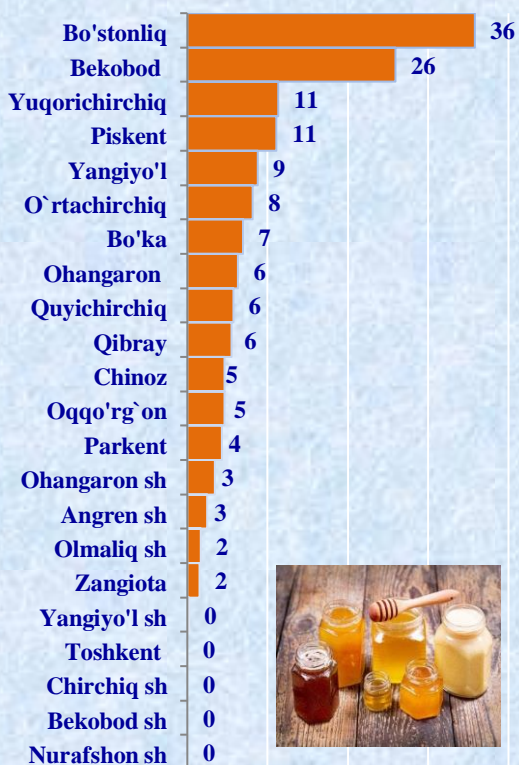 Bo'stonliq 36
Bekobod 26
Yuqorichirchiq 11
Piskent 11
Yangiyo'l 9
O`rtachirchiq 8
Bo'ka 7
Ohangaron 6
Quyichirchiq 6
Qibray 6
Chinoz 5
Oqqo'rg`on 5
Parkent 4
Ohangaron sh 3
Angren sh 3
Olmaliq sh 2
Zangiota 2
Yangiyo'l sh 0
Toshkent 0
Chirchiq sh 0
Bekobod sh 0
Nurafshon sh 0